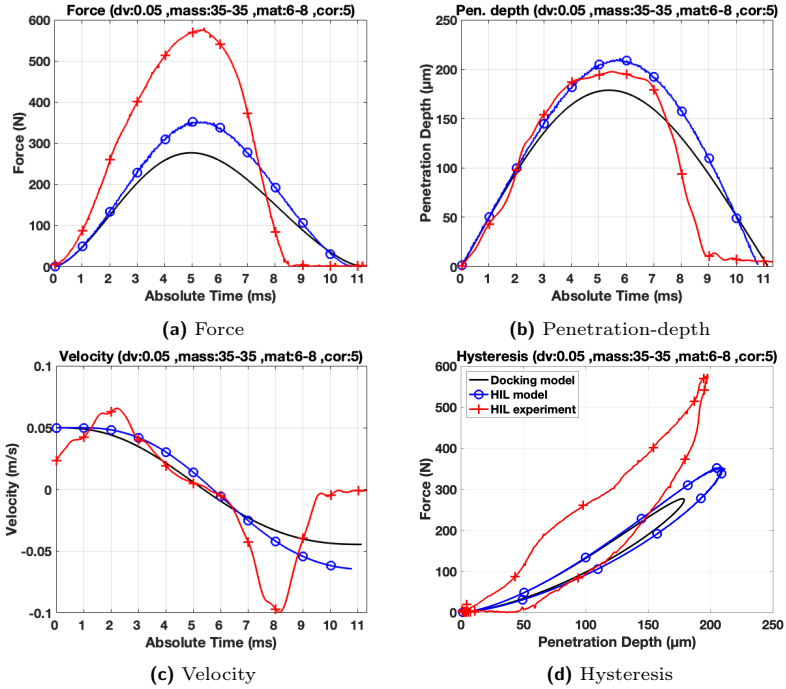 Force (dv:0.05 ,mass:35-35 ,mat:6-8 ,cor:5)
600
500
400
300
200
100
0
Force (N)
0 1 2 3 4 5 6 7 8 9 10 11
Absolute Time (ms)
(a) Force
Pen. depth (dv:0.05 ,mass:35-35 ,mat:6-8 ,cor:5)
250
200
150
100
50
0
Penetration Depth (µm)
0 1 2 3 4 5 6 7 8 9 10 11
Absolute Time (ms)
(b) Penetration-depth
Velocity (dv:0.05 ,mass:35-35 ,mat:6-8 ,cor:5)
0.1
0.05
0
-0.05
-0.1
Velocity (m/s)
0 1 2 3 4 5 6 7 8 9 10 11
Absolute Time (ms)
(c) Velocity
Hysteresis (dv:0.05 ,mass:35-35 ,mat:6-8 ,cor:5)
Docking model
HIL model
HIL experiment
600
500
400
300
200
100
0
Force (N)
0 50 100 150 200 250
Penetration Depth (µm)
(d) Hysteresis